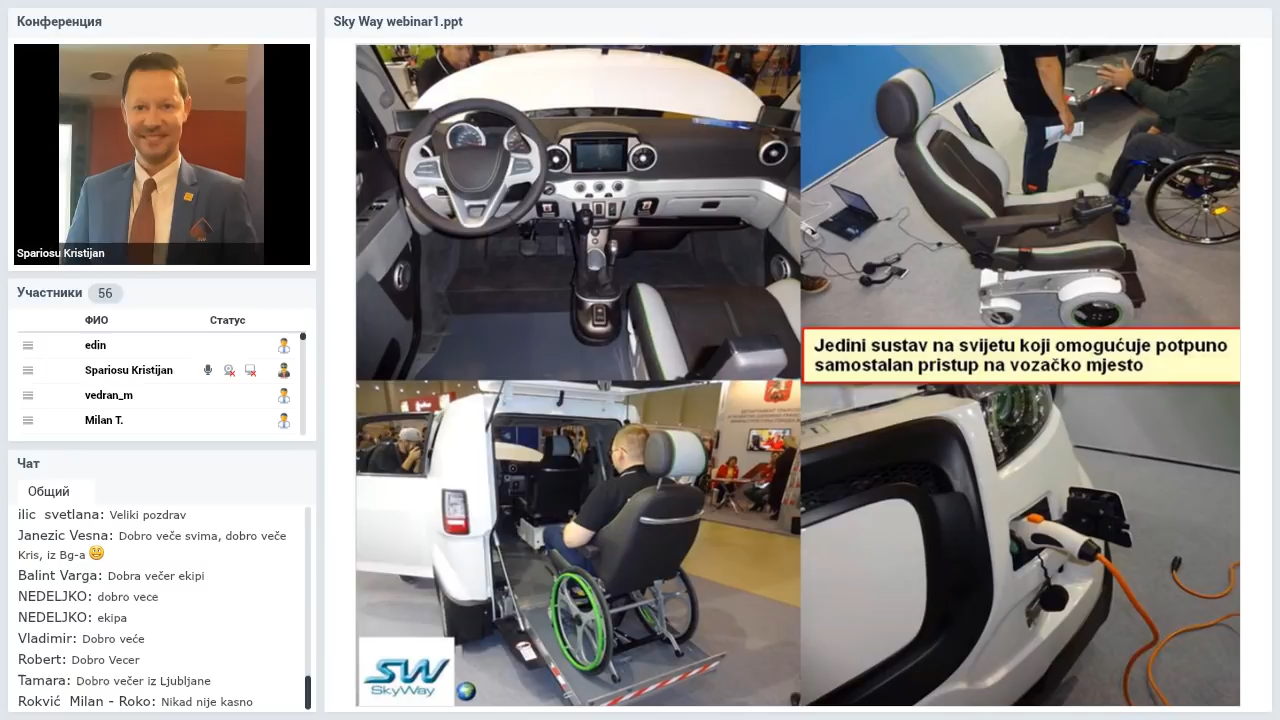 Конференция
Spariosu Kristijan
Участники 56
ФИО Статус
edin
Spariosu Kristijan
vedran_m
Milan T.
Чат
Общий
ilic svetlana: Veliki pozdrav
Janezic Vesna: Dobro veče svima, dobro veče
Kris, iz Bg-a
Balint Varga: Dobra večer ekipi
NEDELJKO: dobro vece
NEDELJKO: ekipa
Vladimir: Dobro veće
Robert: Dobro Vecer
Tamara: Dobro večer iz Ljubljane
Rokvić Milan - Roko: Nikad nije kasno
Sky Way webinar1.ppt
Jedini sustav na svijetu koji omogućuje potpuno
samostalan pristup na vozačko mjesto
SW
SkyWay